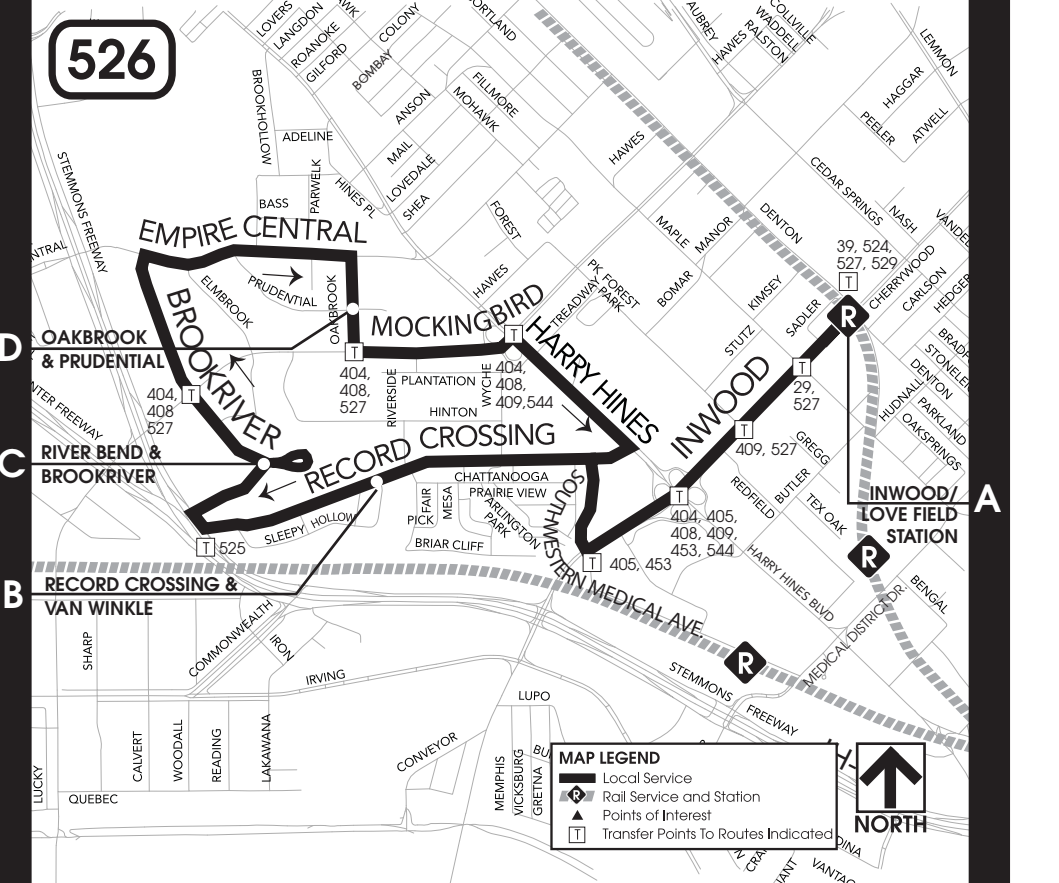 526
LOVERS
LANGDON
ROANOKE
GILFORD
COLONY
BOMBAY
AUBREY
HAWES
COLLVILLE
WADDELL
RALSTON
LEMMON
HAGGAR
PEELER
ATWELL
BROOKHOLLOW
ADELINE
ANSON
FILLMORE
MOHAWK
MAIL
LOVEDALE
SHEA
HAWES
STEMMONS FREEWAY
PARWELK
HINES PL
BASS
CEDAR SPRINGS
NASH
DENTON
MAPLE
MANOR
FOREST
EMPIRE CENTRAL
39, 524,
527, 529
T
CHERRYWOOD
CARLSON
HEDGER
R
PRUDENTIAL
ELMBROOK
OAKBROOK
HAWES
PK FOREST
PARK
TREADWAY
BOMAR
KIMSEY
SADLER
STUTZ
BROOKRIVER
MOCKINGBIRD
HARRY HINES
INWOOD
D
OAKBROOK
& PRUDENTIAL
T
404,
408,
527
T
404,
408,
409,544
T
404,
408
527
T
RIVERSIDE
PLANTATION
WYCHE
HINTON
T
29,
527
STONELEIGH
DENTON
HUDNALL
PARKLAND
OAKSPRINGS
T
409, 527
GREGG
BUTLER
REDFIELD
TEX OAK
C
RIVER BEND &
BROOKRIVER
RECORD CROSSING
CHATTANOOGA
PRAIRIE VIEW
FAIR
PICK
MESA
ARLINGTON
PARK
BRIAR CLIFF
SLEEPY HOLLOW
T
525
T
404, 405,
408, 409,
453, 544
T
405, 453
SOUTHWESTERN MEDICAL AVE.
HARRY HINES BLVD
INWOOD/
LOVE FIELD
STATION
A
R
BENGAL
MEDICAL DISTRICT DR.
B
RECORD CROSSING &
VAN WINKLE
SHARP
COMMONWEALTH
IRON
IRVING
R
STEMMONS
FREEWAY
LUPO
CALVERT
WOODALL
READING
LAKAWANA
LUCKY
QUEBEC
CONVEYOR
MEMPHIS
VICKSBURG
GRETNA
MAP LEGEND
Local Service
R Rail Service and Station
Points of Interest
T Transfer Points To Routes Indicated
NORTH